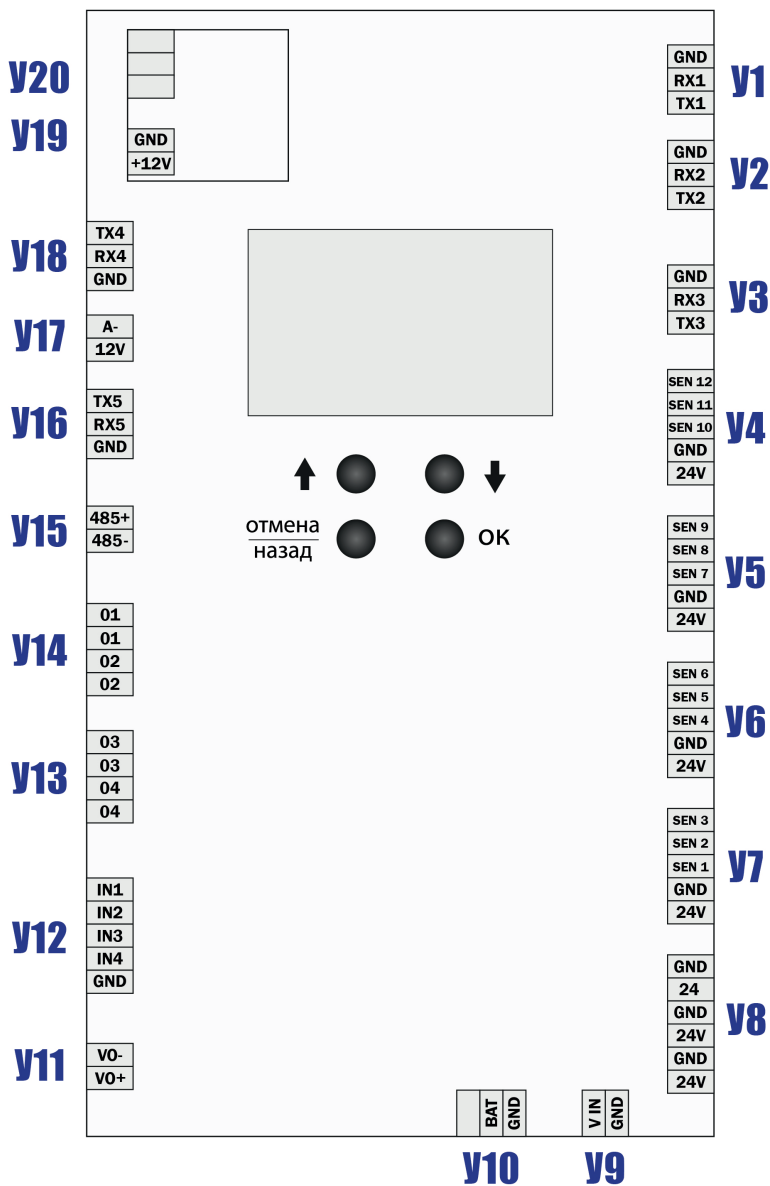 У20
У19
GND
+12V
У18
TX4
RX4
GND
У17
A-
12V
У16
TX5
RX5
GND
У15
485+
485-
У14
01
01
02
02
У13
03
03
04
04
У12
IN1
IN2
IN3
IN4
GND
У11
VO-
VO+
отмена
назад
ОК
BAT
GND
У10
V IN
GND
У9
GND
RX1
TX1
У1
GND
RX2
TX2
У2
GND
RX3
TX3
У3
SEN 12
SEN 11
SEN 10
GND
24V
У4
SEN 9
SEN 8
SEN 7
GND
24V
У5
SEN 6
SEN 5
SEN 4
GND
24V
У6
SEN 3
SEN 2
SEN 1
GND
24V
У7
GND
24
GND
24V
GND
24V
У8